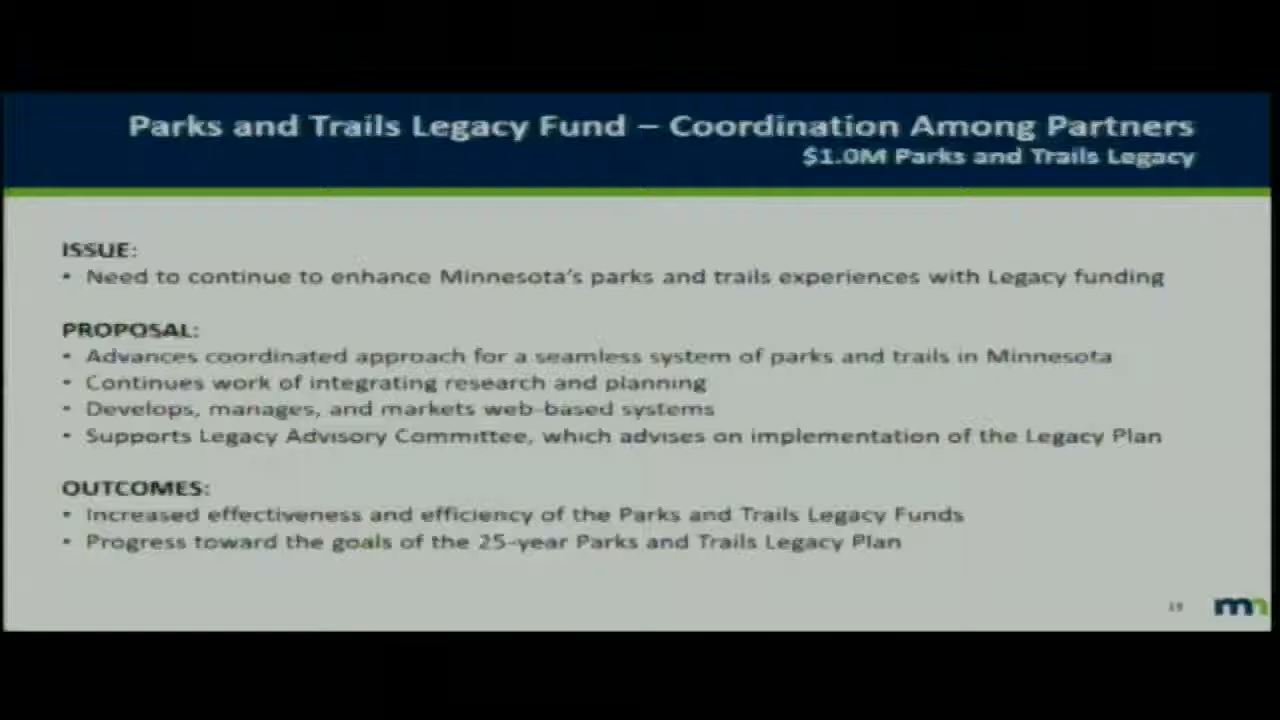 Parks and Trails Legacy Fund – Coordination Among Partners
$1.0M Parks and Trails Legacy
ISSUE:
• Need to continue to enhance Minnesota's parks and trails experiences with Legacy funding
PROPOSAL:
• Advances coordinated approach for a seamless system of parks and trails in Minnesota
• Continues work of integrating research and planning
• Develops, manages, and markets web-based systems
• Supports Legacy Advisory Committee, which advises on implementation of the Legacy Plan
OUTCOMES:
• Increased effectiveness and efficiency of the Parks and Trails Legacy Funds
• Progress toward the goals of the 25-year Parks and Trails Legacy Plan
mn